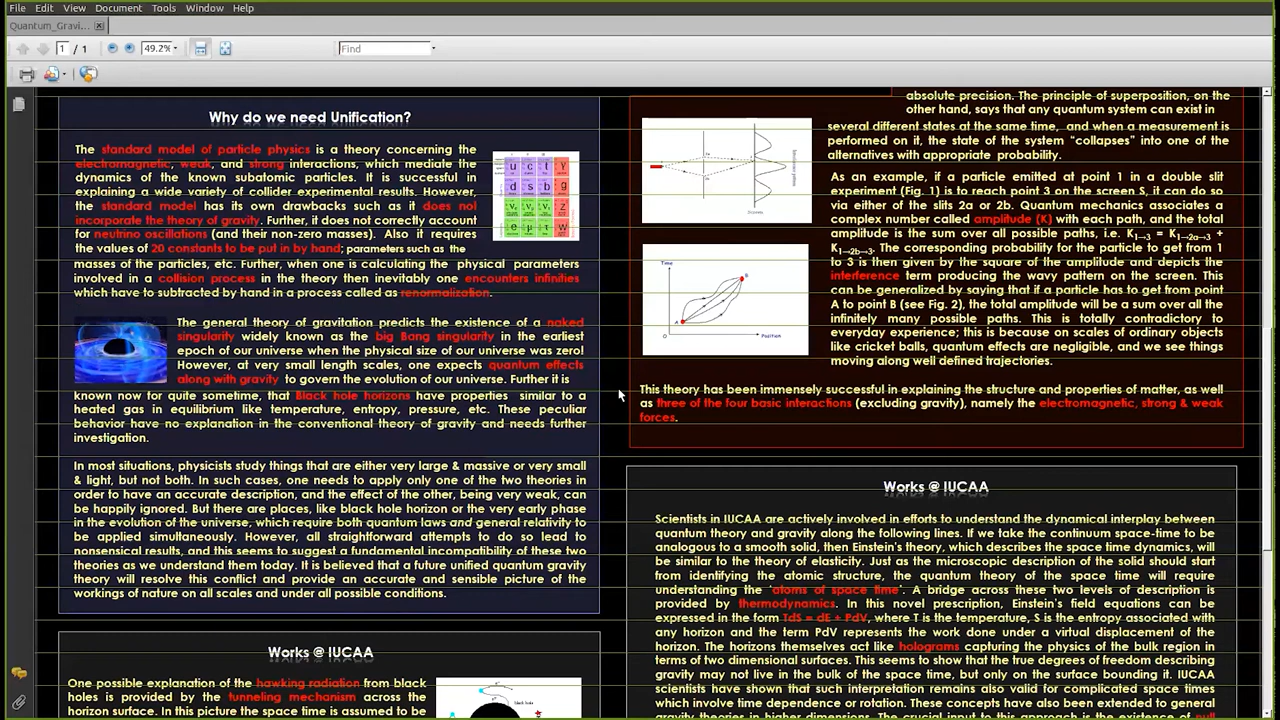 File Edit View Document Tools Window Help
Quantum_Gravi...
1 / 1 49.2% Find
Why do we need Unification?
The standard model of particle physics is a theory concerning the
electromagnetic, weak, and strong interactions, which mediate the
dynamics of the known subatomic particles. It is successful in
explaining a wide variety of collider experimental results. However,
the standard model has its own drawbacks such as it does not
incorporate the theory of gravity. Further, it does not correctly account
for neutrino oscillations (and their non-zero masses). Also it requires
the values of 20 constants to be put in by hand; parameters such as the
masses of the particles, etc. Further, when one is calculating the physical parameters
involved in a collision process in the theory then inevitably one encounters infinities
which have to subtracted by hand in a process called as renormalization.
u c t γ
d s b g
e μ τ W
The general theory of gravitation predicts the existence of a naked
singularity widely known as the big Bang singularity in the earliest
epoch of our universe when the physical size of our universe was zero!
However, at very small length scales, one expects quantum effects
along with gravity to govern the evolution of our universe. Further it is
known now for quite sometime, that Black hole horizons have properties similar to a
heated gas in equilibrium like temperature, entropy, pressure, etc. These peculiar
behavior have no explanation in the conventional theory of gravity and needs further
investigation.
In most situations, physicists study things that are either very large & massive or very small
& light, but not both. In such cases, one needs to apply only one of the two theories in
order to have an accurate description, and the effect of the other, being very weak, can
be happily ignored. But there are places, like black hole horizon or the very early phase
in the evolution of the universe, which require both quantum laws and general relativity to
be applied simultaneously. However, all straightforward attempts to do so lead to
nonsensical results, and this seems to suggest a fundamental incompatibility of these two
theories as we understand them today. It is believed that a future unified quantum gravity
theory will resolve this conflict and provide an accurate and sensible picture of the
workings of nature on all scales and under all possible conditions.
Works @ IUCAA
One possible explanation of the hawking radiation from black
holes is provided by the tunneling mechanism across the
horizon surface. In this picture the space time is assumed to be
black hole
absolute precision. The principle of superposition, on the
other hand, says that any quantum system can exist in
several different states at the same time, and when a measurement is
performed on it, the state of the system "collapses" into one of the
alternatives with appropriate probability.
As an example, if a particle emitted at point 1 in a double slit
experiment (Fig. 1) is to reach point 3 on the screen S, it can do so
via either of the slits 2a or 2b. Quantum mechanics associates a
complex number called amplitude (K) with each path, and the total
amplitude is the sum over all possible paths, i.e. K1→3 = K1→2a→3 +
K1→2b→3. The corresponding probability for the particle to get from 1
to 3 is then given by the square of the amplitude and depicts the
interference term producing the wavy pattern on the screen. This
can be generalized by saying that if a particle has to get from point
A to point B (see Fig. 2), the total amplitude will be a sum over all the
infinitely many possible paths. This is totally contradictory to
everyday experience; this is because on scales of ordinary objects
like cricket balls, quantum effects are negligible, and we see things
moving along well defined trajectories.
Time
B
A
O Position
This theory has been immensely successful in explaining the structure and properties of matter, as well
as three of the four basic interactions (excluding gravity), namely the electromagnetic, strong & weak
forces.
Works @ IUCAA
Scientists in IUCAA are actively involved in efforts to understand the dynamical interplay between
quantum theory and gravity along the following lines. If we take the continuum space-time to be
analogous to a smooth solid, then Einstein's theory, which describes the space time dynamics, will
be similar to the theory of elasticity. Just as the microscopic description of the solid should start
from identifying the atomic structure, the quantum theory of the space time will require
understanding the 'atoms of space time'. A bridge across these two levels of description is
provided by thermodynamics. In this novel prescription, Einstein's field equations can be
expressed in the form TdS = dE + PdV, where T is the temperature, S is the entropy associated with
any horizon and the term PdV represents the work done under a virtual displacement of the
horizon. The horizons themselves act like holograms capturing the physics of the bulk region in
terms of two dimensional surfaces. This seems to show that the true degrees of freedom describing
gravity may not live in the bulk of the space time, but only on the surface bounding it. IUCAA
scientists have shown that such interpretation remains also valid for complicated space times
which involve time dependence or rotation. These concepts have also been extended to general
gravity theories in higher dimensions. The crucial input to this approach is the existence of null